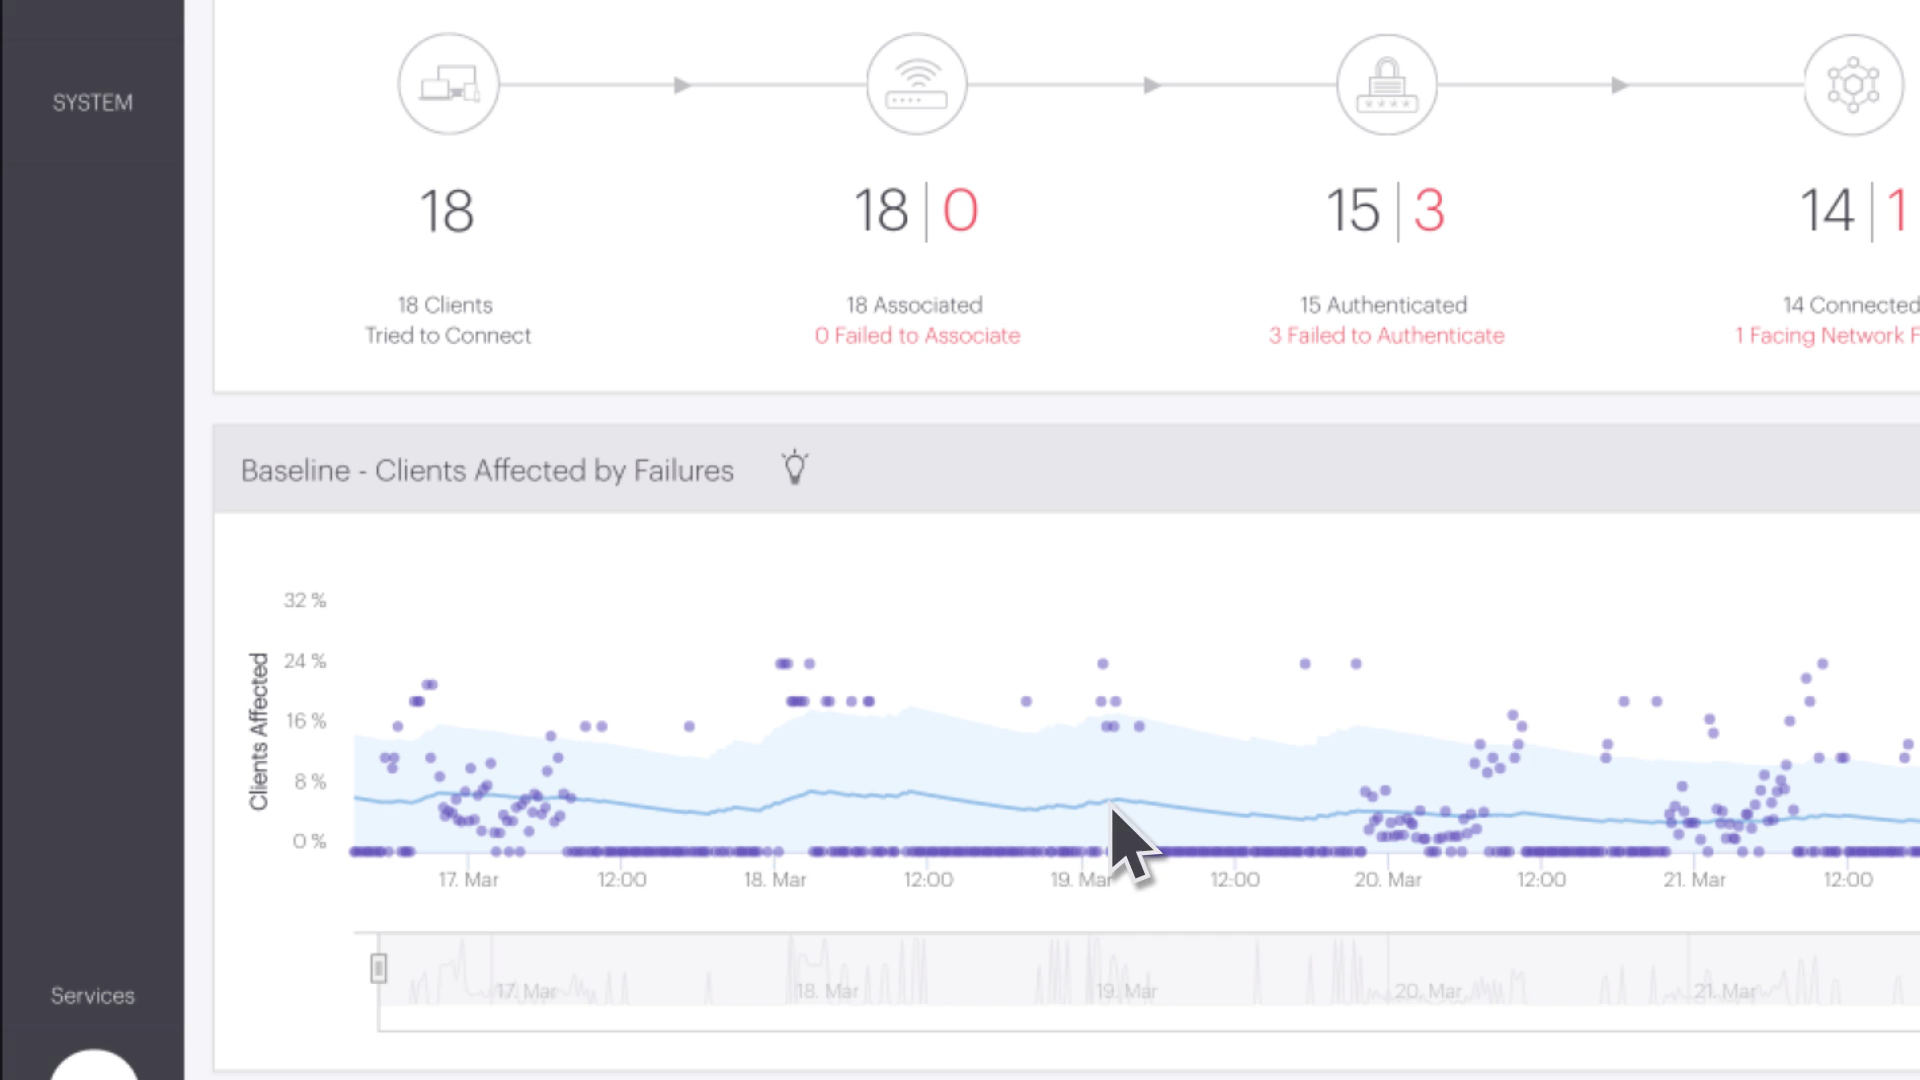 SYSTEM
18
18 | 0
15 | 3
14 | 1
18 Clients
Tried to Connect
18 Associated
0 Failed to Associate
15 Authenticated
3 Failed to Authenticate
14 Connected
1 Facing Network F
Baseline - Clients Affected by Failures
Clients Affected
32 %
24 %
16 %
8 %
0 %
17. Mar
12:00
18. Mar
12:00
19. Mar
12:00
20. Mar
12:00
21. Mar
12:00
17. Mar
18. Mar
19. Mar
20. Mar
21. Mar
Services